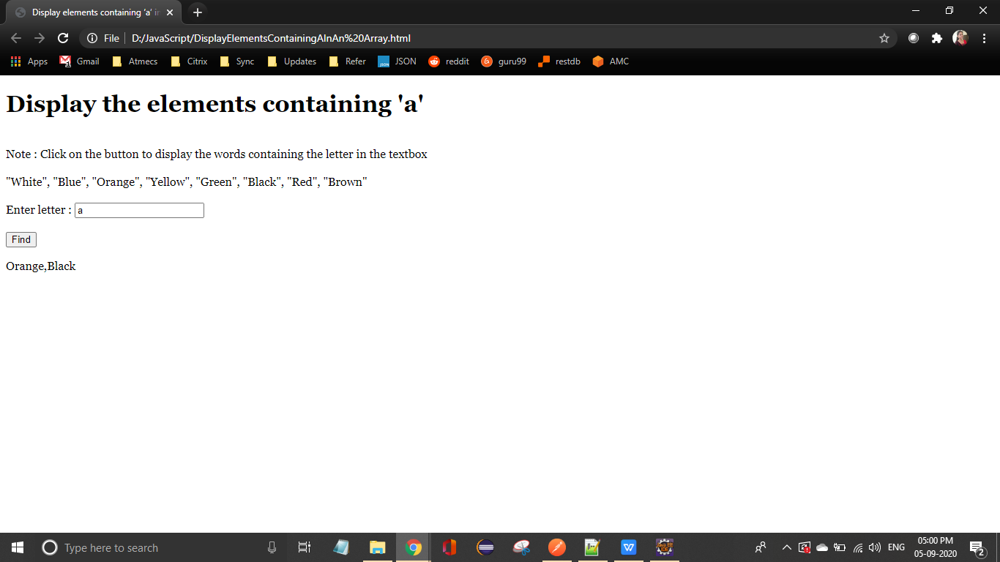 Display elements containing 'a' in
File
D:/JavaScript/DisplayElementsContainingAInAn%20Array.html
Apps Gmail Atmecs Citrix Sync Updates Refer JSON reddit guru99 restdb AMC
Display the elements containing 'a'
Note : Click on the button to display the words containing the letter in the textbox
"White", "Blue", "Orange", "Yellow", "Green", "Black", "Red", "Brown"
Enter letter : a
Find
Orange,Black
Type here to search
ENG
05:00 PM
05-09-2020
2